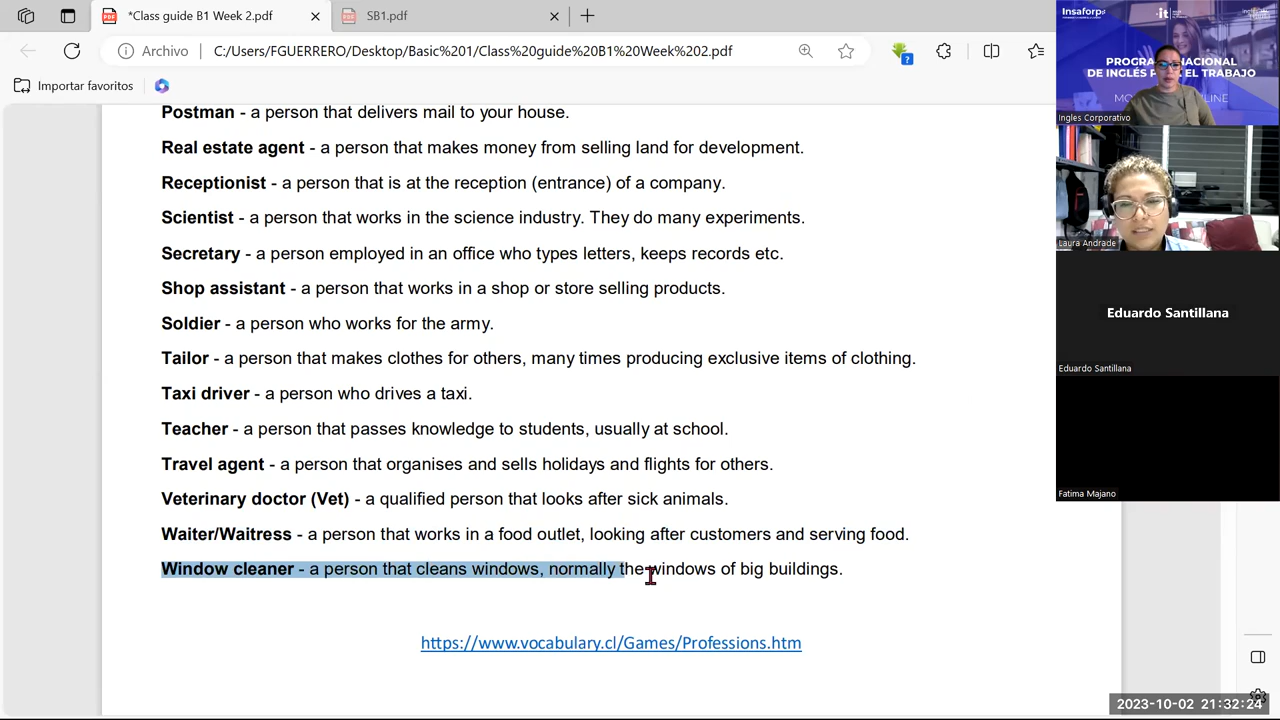 *Class guide B1 Week 2.pdf
pdf
Archivo
C:/Users/FGUERRERO/Desktop/Basic%201/Class%20guide%20B1%20Week%202.pdf
Importar favoritos
Postman - a person that delivers mail to your house.
Real estate agent - a person that makes money from selling land for development.
Receptionist - a person that is at the reception (entrance) of a company.
Scientist - a person that works in the science industry. They do many experiments.
Secretary - a person employed in an office who types letters, keeps records etc.
Shop assistant - a person that works in a shop or store selling products.
Soldier - a person who works for the army.
Tailor - a person that makes clothes for others, many times producing exclusive items of clothing.
Taxi driver - a person who drives a taxi.
Teacher - a person that passes knowledge to students, usually at school.
Travel agent - a person that organises and sells holidays and flights for others.
Veterinary doctor (Vet) - a qualified person that looks after sick animals.
Waiter/Waitress - a person that works in a food outlet, looking after customers and serving food.
Window cleaner - a person that cleans windows, normally the windows of big buildings.
https://www.vocabulary.cl/Games/Professions.htm
Insaforp
it
DE INGLÉS
EL TRABAJO
Ingles Corporativo
Laura Andrade
Eduardo Santillana
Eduardo Santillana
Fatima Majano
2023-10-02 21:32:24